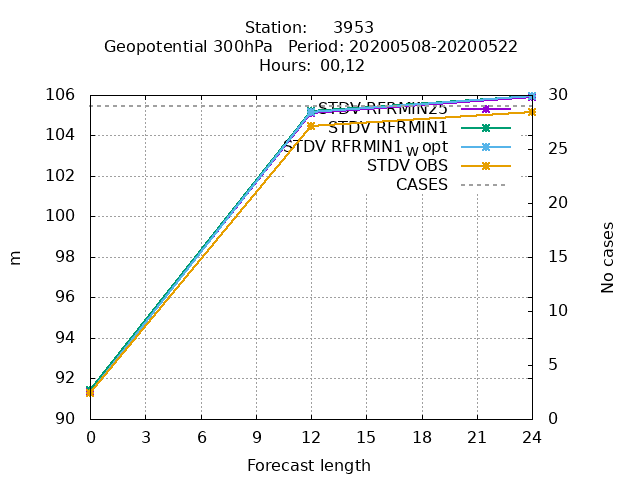 Station: 3953
Geopotential 300hPa Period: 20200508-20200522
Hours: 00,12
106
104
102
100
98
96
94
92
90
30
25
20
15
10
5
0
STDV RFRMIN25
STDV RFRMIN1
STDV RFRMIN1_w opt
STDV OBS
CASES
m
No cases
0 3 6 9 12 15 18 21 24
Forecast length